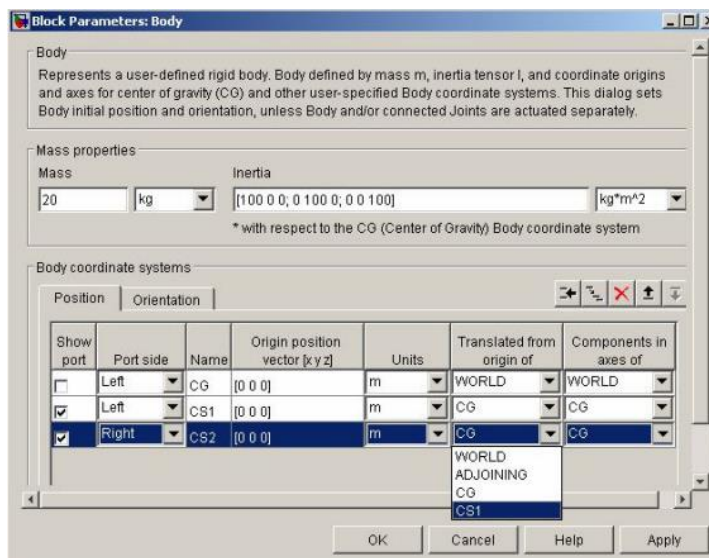 Block Parameters: Body
Body
Represents a user-defined rigid body. Body defined by mass m, inertia tensor I, and coordinate origins
and axes for center of gravity (CG) and other user-specified Body coordinate systems. This dialog sets
Body initial position and orientation, unless Body and/or connected Joints are actuated separately.
Mass properties
Mass Inertia
20 kg [100 0 0; 0 100 0; 0 0 100] kg*m^2
* with respect to the CG (Center of Gravity) Body coordinate system
Body coordinate systems
Position Orientation
Show port Port side Name Origin position vector [x y z] Units Translated from origin of Components in axes of
Left CG [0 0 0] m WORLD WORLD
Left CS1 [0 0 0] m CG CG
Right CS2 [0 0 0] m CG CG
WORLD
ADJOINING
CG
CS1
OK Cancel Help Apply